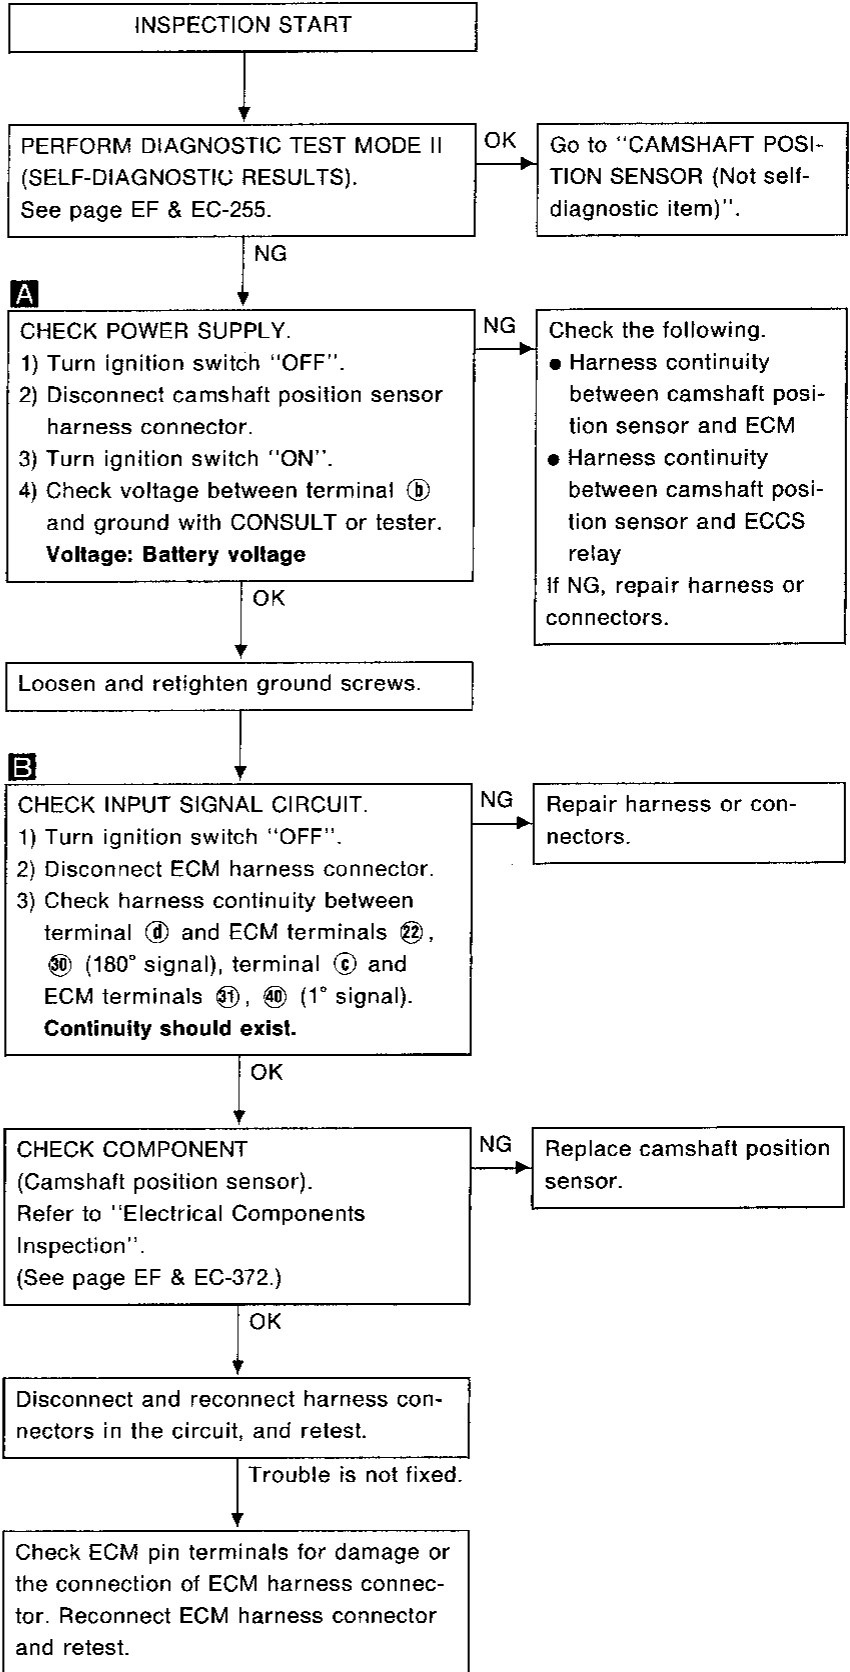 INSPECTION START
PERFORM DIAGNOSTIC TEST MODE II
(SELF-DIAGNOSTIC RESULTS).
See page EF & EC-255.
OK
Go to "CAMSHAFT POSI-
TION SENSOR (Not self-
diagnostic item)".
NG
A
CHECK POWER SUPPLY.
1) Turn ignition switch "OFF".
2) Disconnect camshaft position sensor
harness connector.
3) Turn ignition switch "ON".
4) Check voltage between terminal ⓑ
and ground with CONSULT or tester.
Voltage: Battery voltage
NG
Check the following.
● Harness continuity
between camshaft posi-
tion sensor and ECM
● Harness continuity
between camshaft posi-
tion sensor and ECCS
relay
If NG, repair harness or
connectors.
OK
Loosen and retighten ground screws.
B
CHECK INPUT SIGNAL CIRCUIT.
1) Turn ignition switch "OFF".
2) Disconnect ECM harness connector.
3) Check harness continuity between
terminal ⓓ and ECM terminals ㉒,
㉚ (180° signal), terminal ⓒ and
ECM terminals ㉛, ㊵ (1° signal).
Continuity should exist.
NG
Repair harness or con-
nectors.
OK
CHECK COMPONENT
(Camshaft position sensor).
Refer to "Electrical Components
Inspection".
(See page EF & EC-372.)
NG
Replace camshaft position
sensor.
OK
Disconnect and reconnect harness con-
nectors in the circuit, and retest.
Trouble is not fixed.
Check ECM pin terminals for damage or
the connection of ECM harness connec-
tor. Reconnect ECM harness connector
and retest.